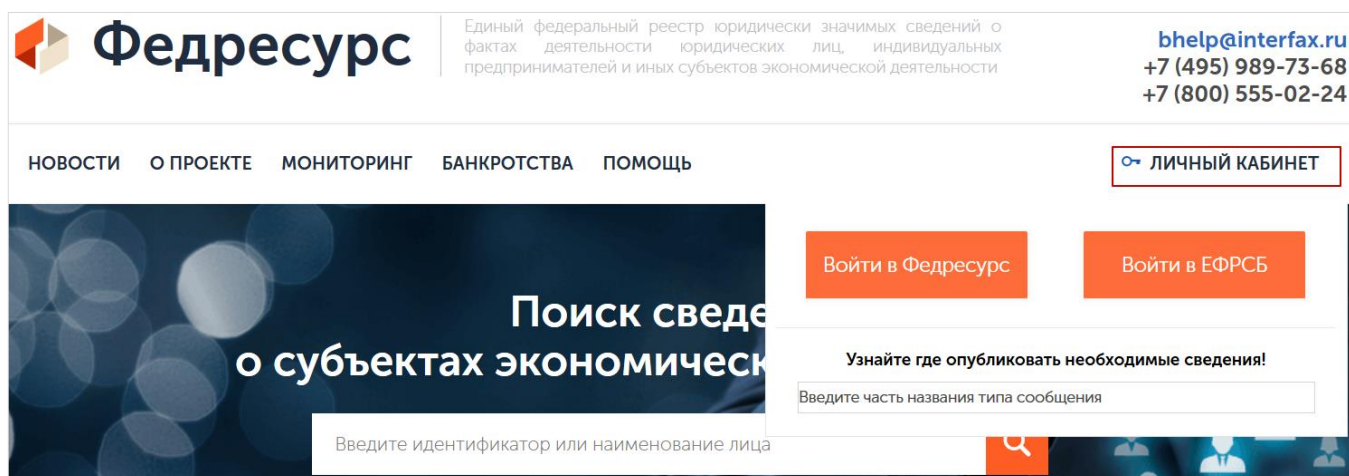 Федресурс
Единый федеральный реестр юридически значимых сведений о
фактах деятельности юридических лиц, индивидуальных
предпринимателей и иных субъектов экономической деятельности
bhelp@interfax.ru
+7 (495) 989-73-68
+7 (800) 555-02-24
НОВОСТИ О ПРОЕКТЕ МОНИТОРИНГ БАНКРОТСТВА ПОМОЩЬ
ЛИЧНЫЙ КАБИНЕТ
Войти в Федресурс
Войти в ЕФРСБ
Узнайте где опубликовать необходимые сведения!
Введите часть названия типа сообщения
Поиск сведе
о субъектах экономическ
Введите идентификатор или наименование лица